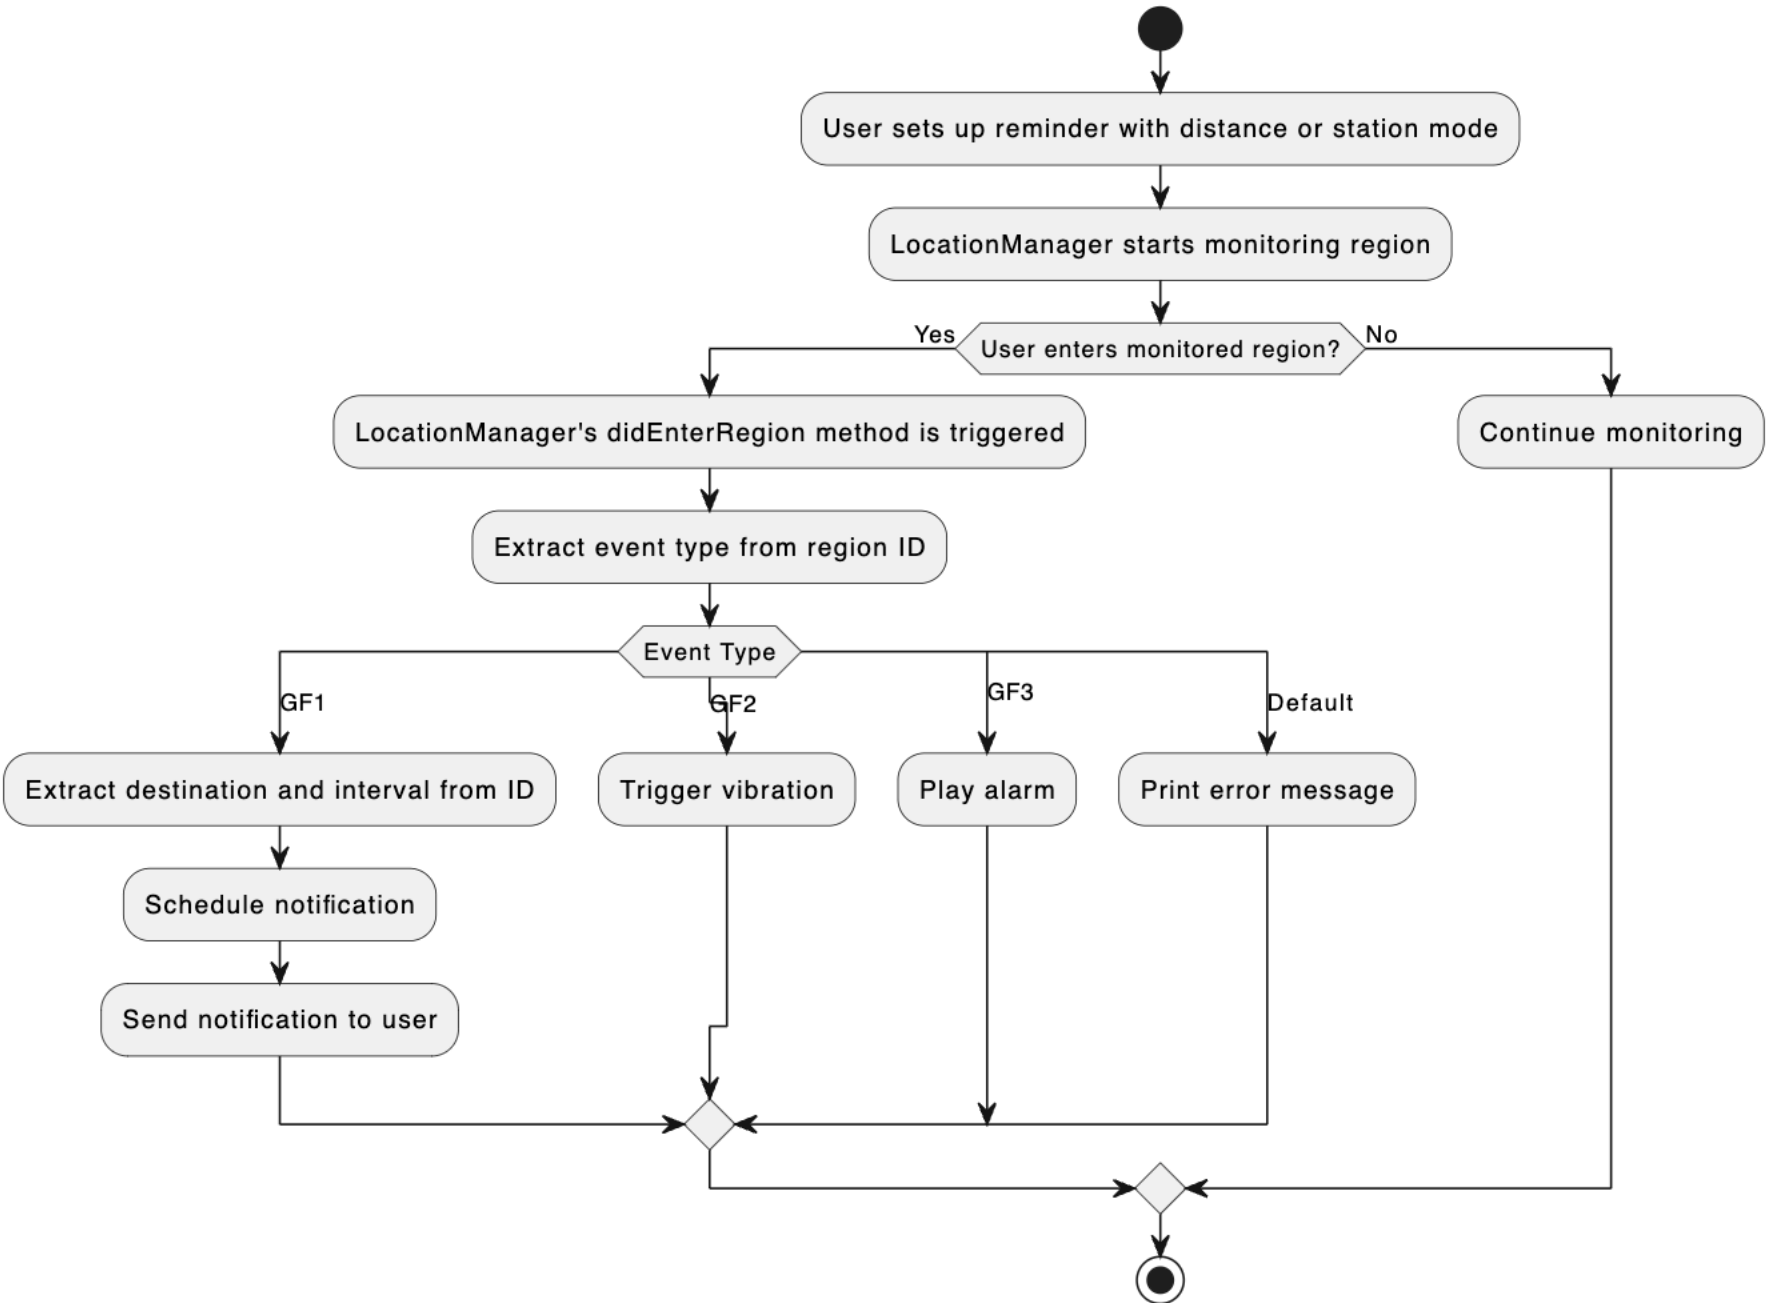 User sets up reminder with distance or station mode
LocationManager starts monitoring region
Yes
User enters monitored region?
No
LocationManager's didEnterRegion method is triggered
Continue monitoring
Extract event type from region ID
Event Type
GF1
GF2
GF3
Default
Extract destination and interval from ID
Trigger vibration
Play alarm
Print error message
Schedule notification
Send notification to user